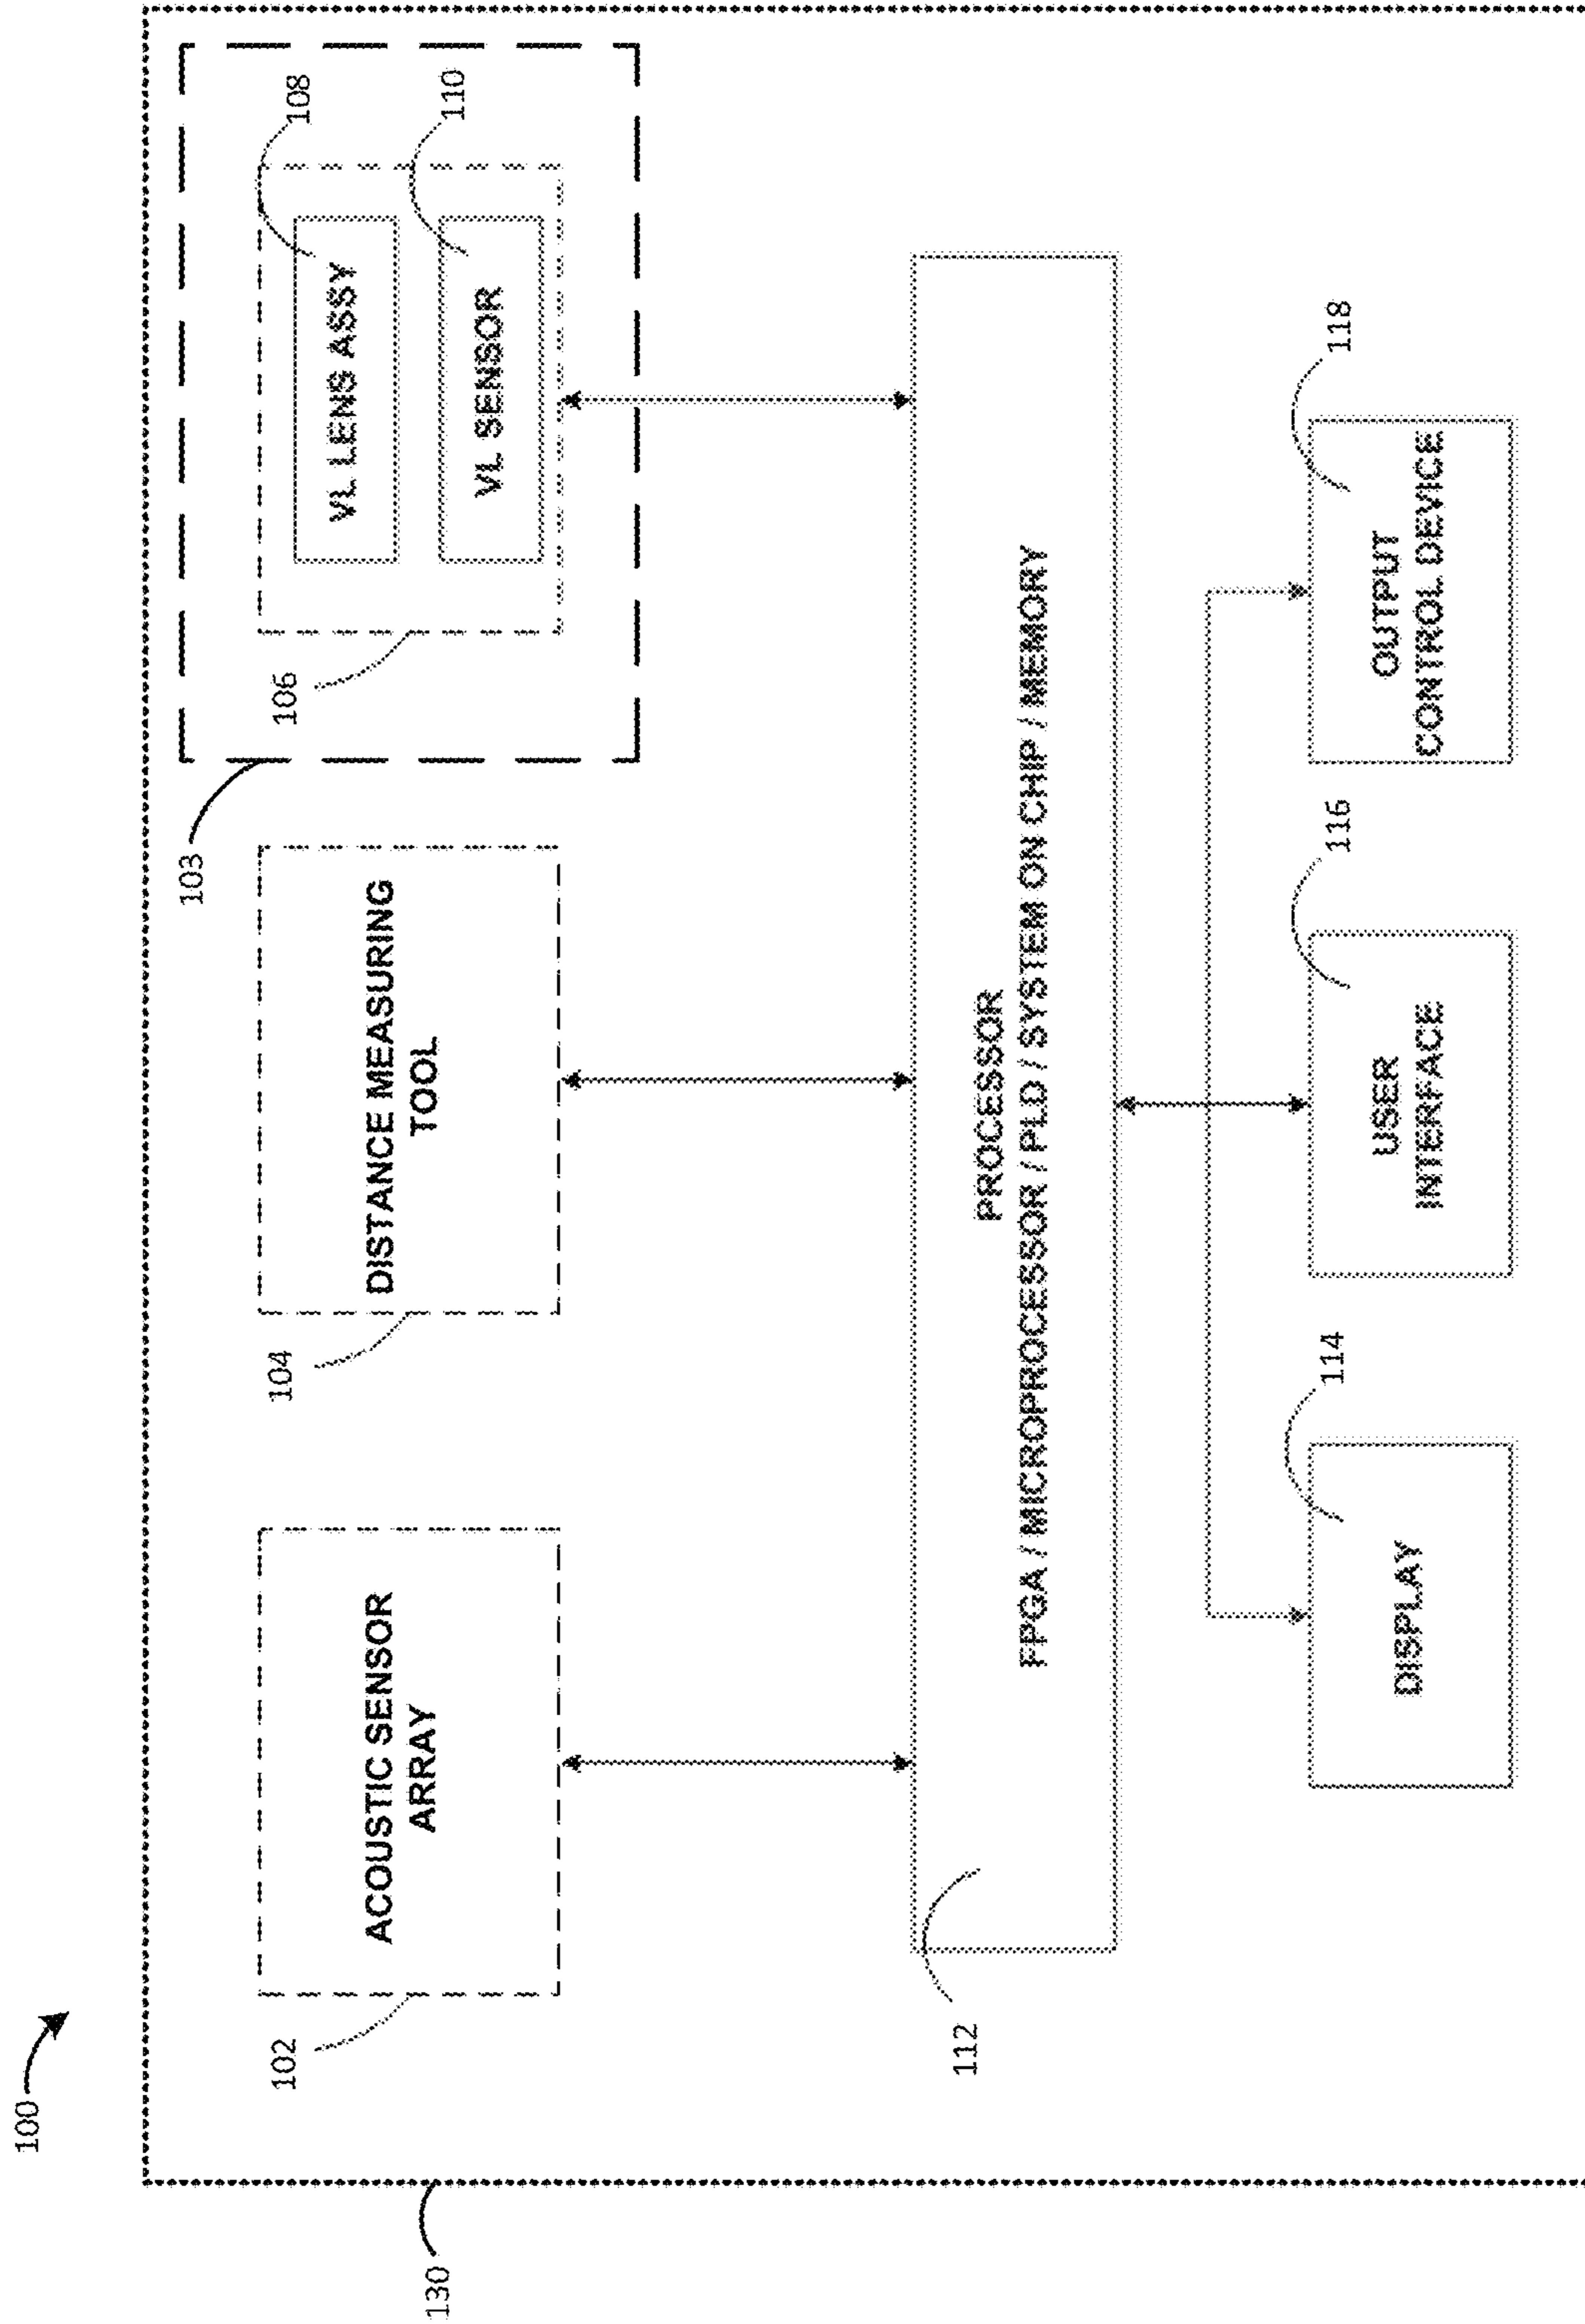 100
130
102
ACOUSTIC SENSOR
ARRAY
104
DISTANCE MEASURING
TOOL
103
106
VL LENS ASSY
108
VL SENSOR
110
112
PROCESSOR
FPGA / MICROPROCESSOR / PLD / SYSTEM ON CHIP / MEMORY
114
DISPLAY
116
USER
INTERFACE
118
OUTPUT
CONTROL DEVICE